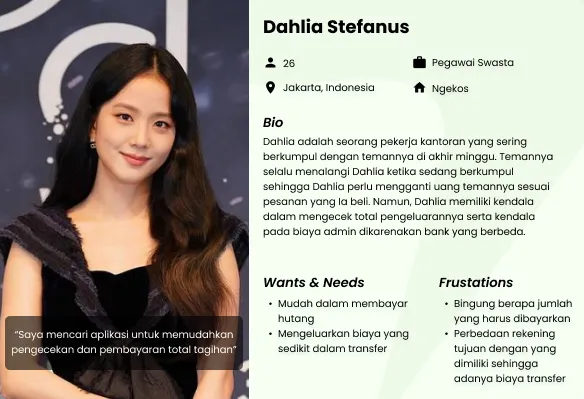 Dahlia Stefanus
26
Pegawai Swasta
Jakarta, Indonesia
Ngekos
Bio
Dahlia adalah seorang pekerja kantoran yang sering
berkumpul dengan temannya di akhir minggu. Temannya
selalu menalangi Dahlia ketika sedang berkumpul
sehingga Dahlia perlu mengganti uang temannya sesuai
pesanan yang Ia beli. Namun, Dahlia memiliki kendala
dalam mengecek total pengeluarannya serta kendala
pada biaya admin dikarenakan bank yang berbeda.
Wants & Needs
• Mudah dalam membayar
hutang
• Mengeluarkan biaya yang
sedikit dalam transfer
Frustations
• Bingung berapa jumlah
yang harus dibayarkan
• Perbedaan rekening
tujuan dengan yang
dimiliki sehingga
adanya biaya transfer
“Saya mencari aplikasi untuk memudahkan
pengecekan dan pembayaran total tagihan”